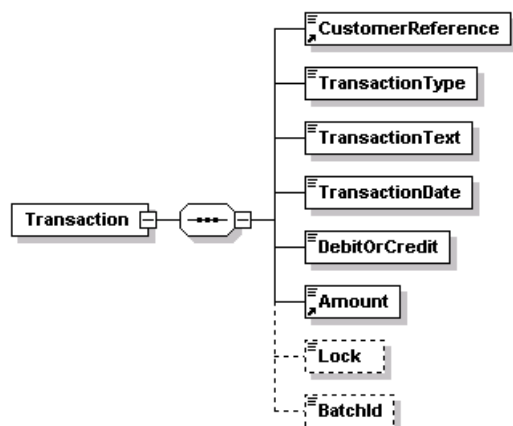 CustomerReference
TransactionType
TransactionText
TransactionDate
Transaction
DebitOrCredit
Amount
Lock
BatchId